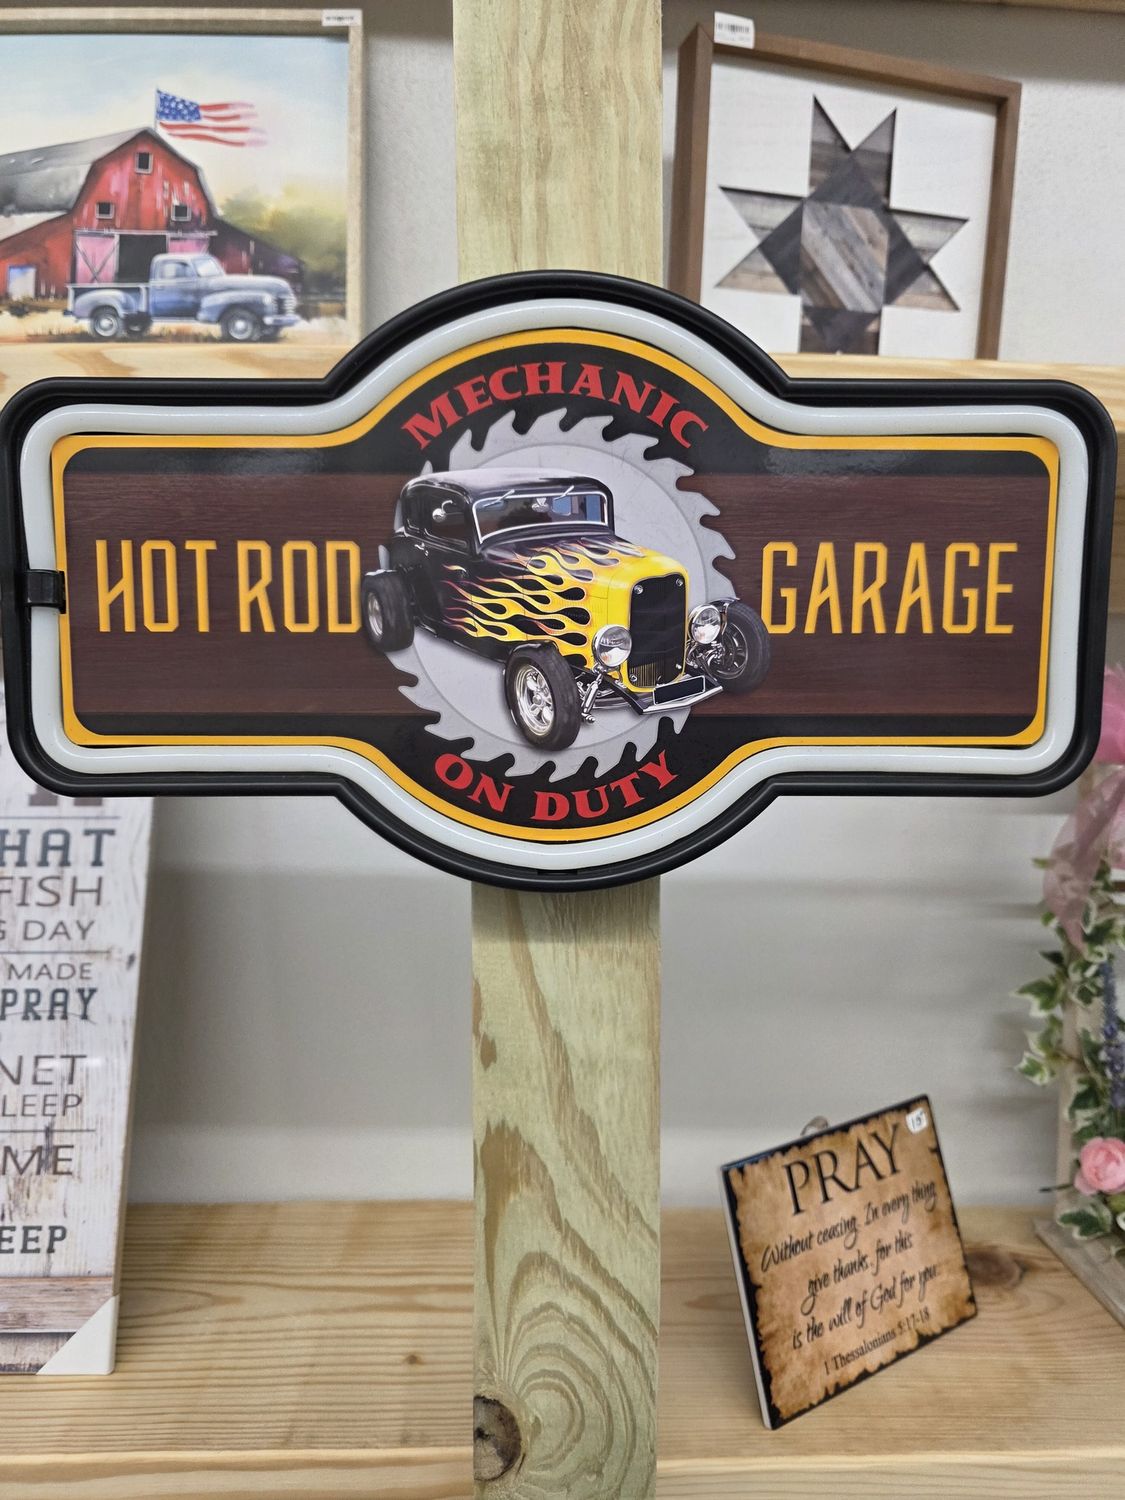 MECHANIC
HOT ROD GARAGE
ON DUTY
HAT
FISH
DAY
MADE
PRAY
NET
LEEP
ME
EEP
PRAY
Without ceasing. In every thing
give thanks. for this
is the will of God for you.
1 Thessalonians 5:17-18